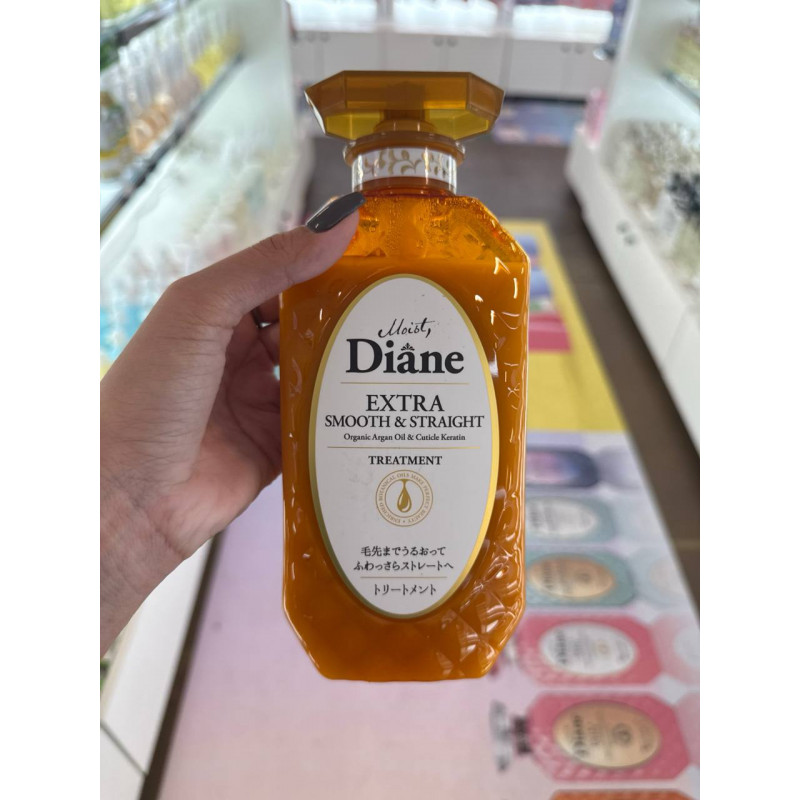 Moist,
Diane
EXTRA
SMOOTH & STRAIGHT
Organic Argan Oil & Cuticle Keratin
TREATMENT
毛先までうるおって
ふわっさらストレートへ
トリートメント
Diane
Diane